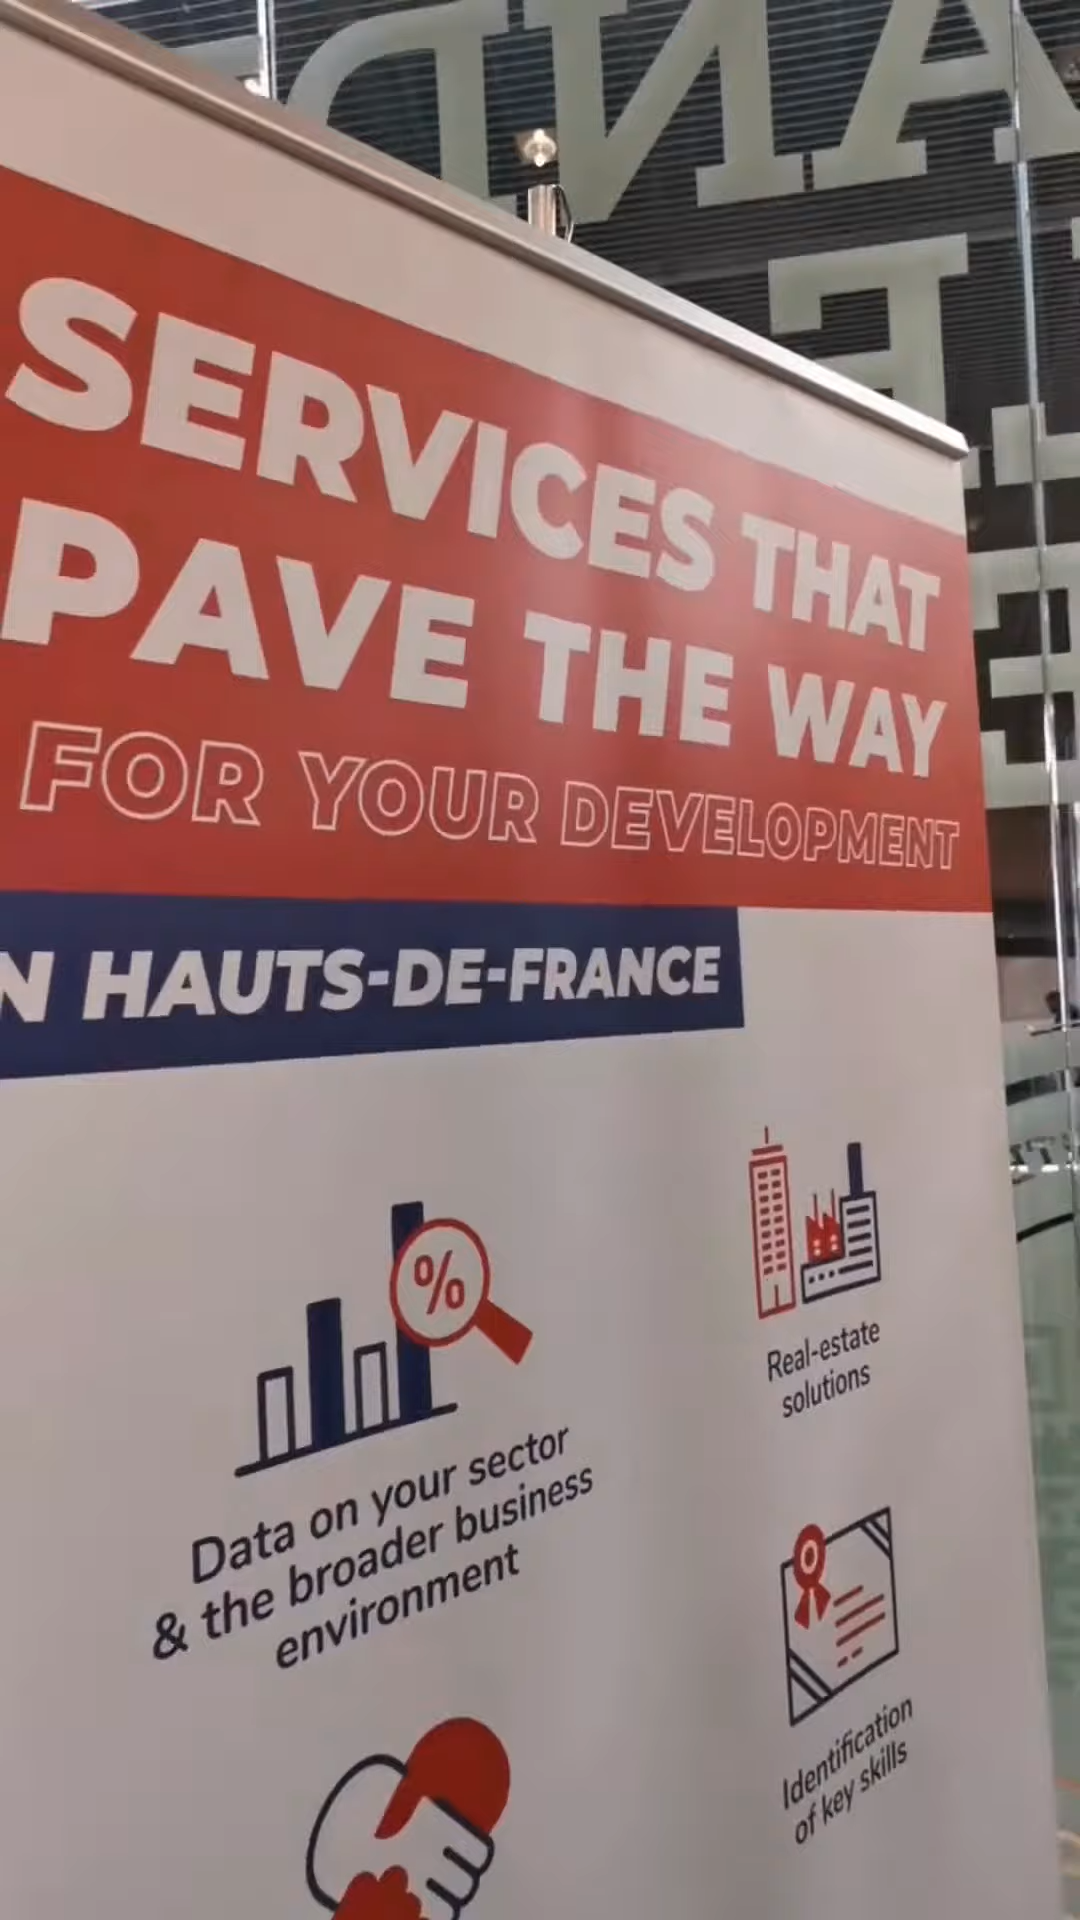 SERVICES THAT
PAVE THE WAY
FOR YOUR DEVELOPMENT
N HAUTS-DE-FRANCE
%
Data on your sector
& the broader business
environment
Real-estate
solutions
Identification
of key skills